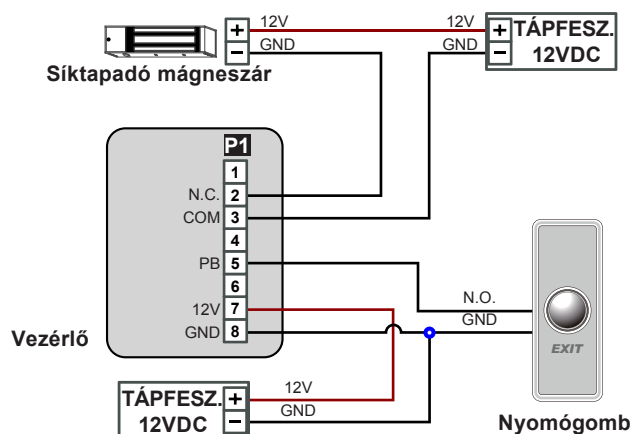 12V
GND
12V
GND
TÁPFESZ.
12VDC
+
–
+
–
Síktapadó mágneszár
P1
1
N.C. 2
COM 3
4
PB 5
6
12V 7
GND 8
Vezérlő
N.O.
GND
EXIT
Nyomógomb
TÁPFESZ.
12VDC
+
–
12V
GND